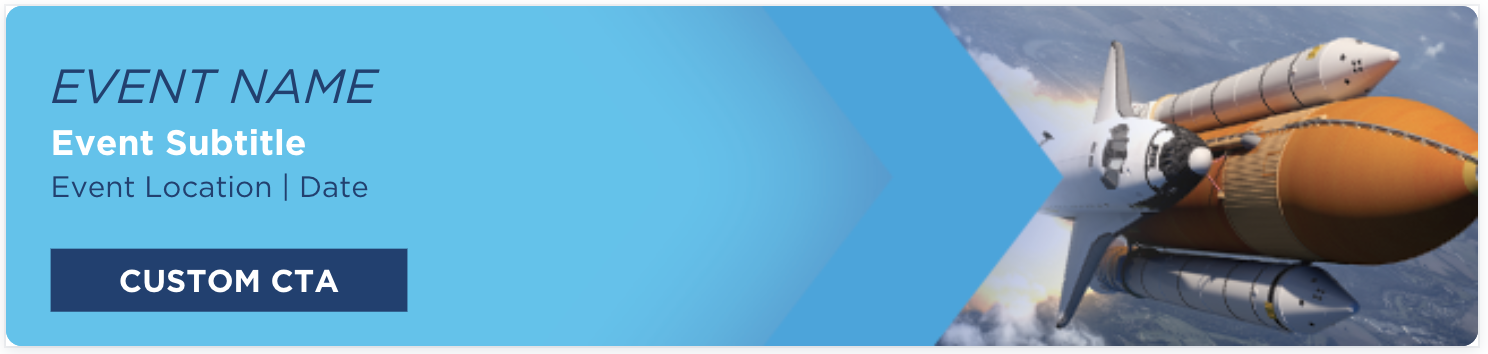 EVENT NAME
Event Subtitle
Event Location | Date
CUSTOM CTA